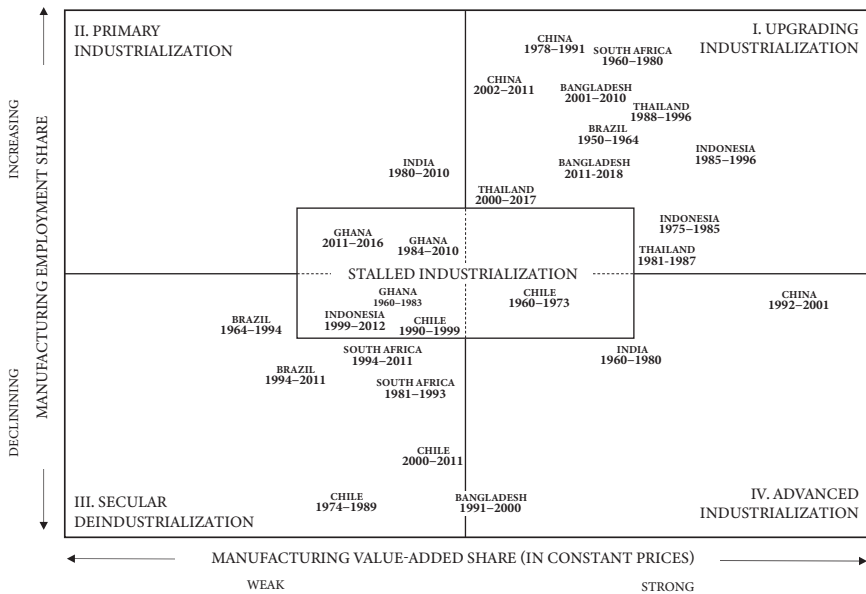 II. PRIMARY
INDUSTRIALIZATION
I. UPGRADING
INDUSTRIALIZATION
CHINA
1978–1991
SOUTH AFRICA
1960–1980
CHINA
2002–2011
BANGLADESH
2001–2010
THAILAND
1988–1996
BRAZIL
1950–1964
INDONESIA
1985–1996
INDIA
1980–2010
BANGLADESH
2011-2018
THAILAND
2000–2017
GHANA
2011–2016
GHANA
1984–2010
INDONESIA
1975–1985
THAILAND
1981-1987
STALLED INDUSTRIALIZATION
GHANA
1960–1983
CHILE
1960–1973
CHINA
1992–2001
BRAZIL
1964–1994
INDONESIA
1999–2012
CHILE
1990–1999
SOUTH AFRICA
1994–2011
INDIA
1960–1980
BRAZIL
1994–2011
SOUTH AFRICA
1981–1993
CHILE
2000–2011
CHILE
1974–1989
BANGLADESH
1991–2000
III. SECULAR
DEINDUSTRIALIZATION
IV. ADVANCED
INDUSTRIALIZATION
INCREASING
MANUFACTURING EMPLOYMENT SHARE
DECLINING
MANUFACTURING VALUE-ADDED SHARE (IN CONSTANT PRICES)
WEAK
STRONG